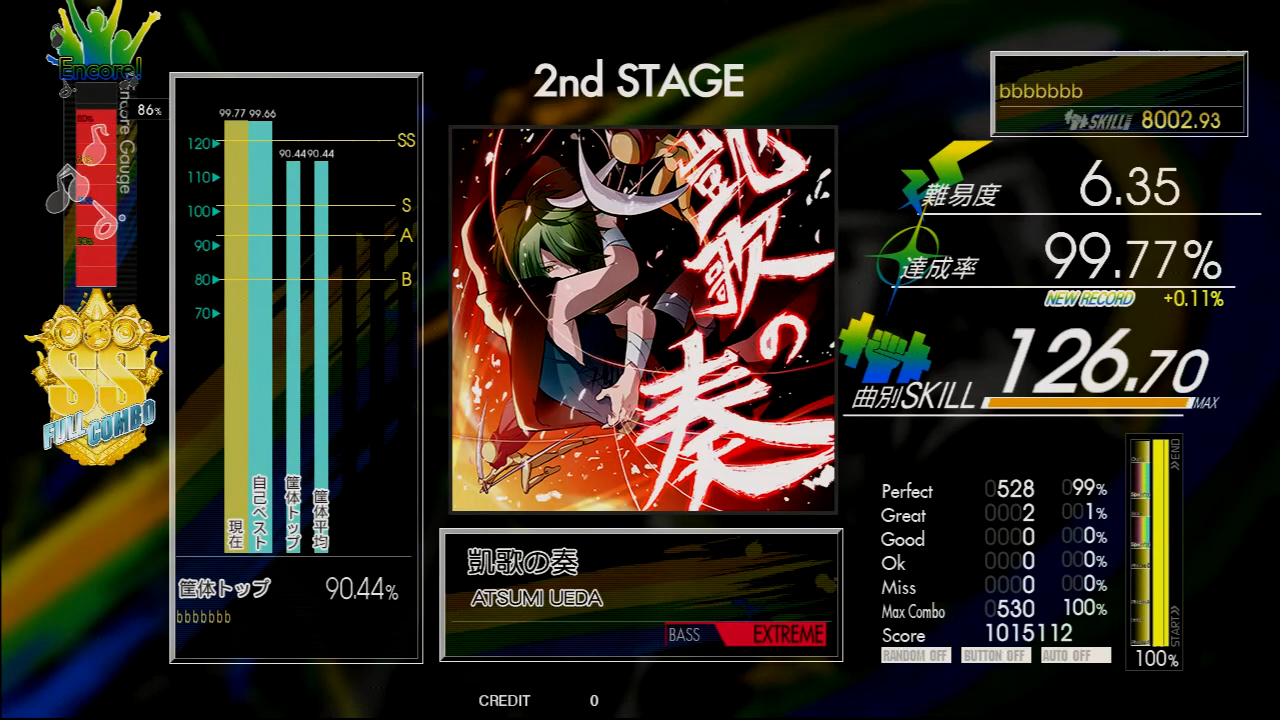 Encore!
Encore Gauge
86%
SS
FULL COMBO
99.77 99.66
90.44 90.44
120
110
100
90
80
70
SS
S
A
B
現在
自己ベスト
筐体トップ
筐体平均
筐体トップ 90.44%
bbbbbbb
2nd STAGE
凱歌の奏
凱歌の奏
ATSUMI UEDA
BASS EXTREME
CREDIT 0
bbbbbbb
SKILL 8002.93
難易度 6.35
達成率 99.77%
NEW RECORD +0.11%
曲別SKILL 126.70
MAX
Perfect 0528 099%
Great 0002 001%
Good 0000 000%
Ok 0000 000%
Miss 0000 000%
Max Combo 0530 100%
Score 1015112
RANDOM OFF BUTTON OFF AUTO OFF
END
START
100%